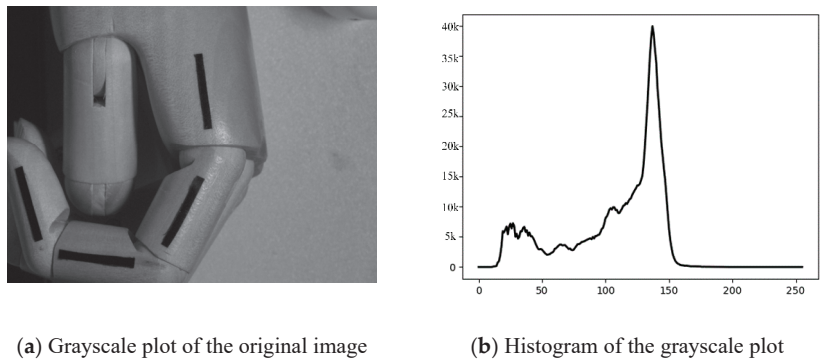 40k
35k
30k
25k
20k
15k
10k
5k
0
0 50 100 150 200 250
(a) Grayscale plot of the original image
(b) Histogram of the grayscale plot